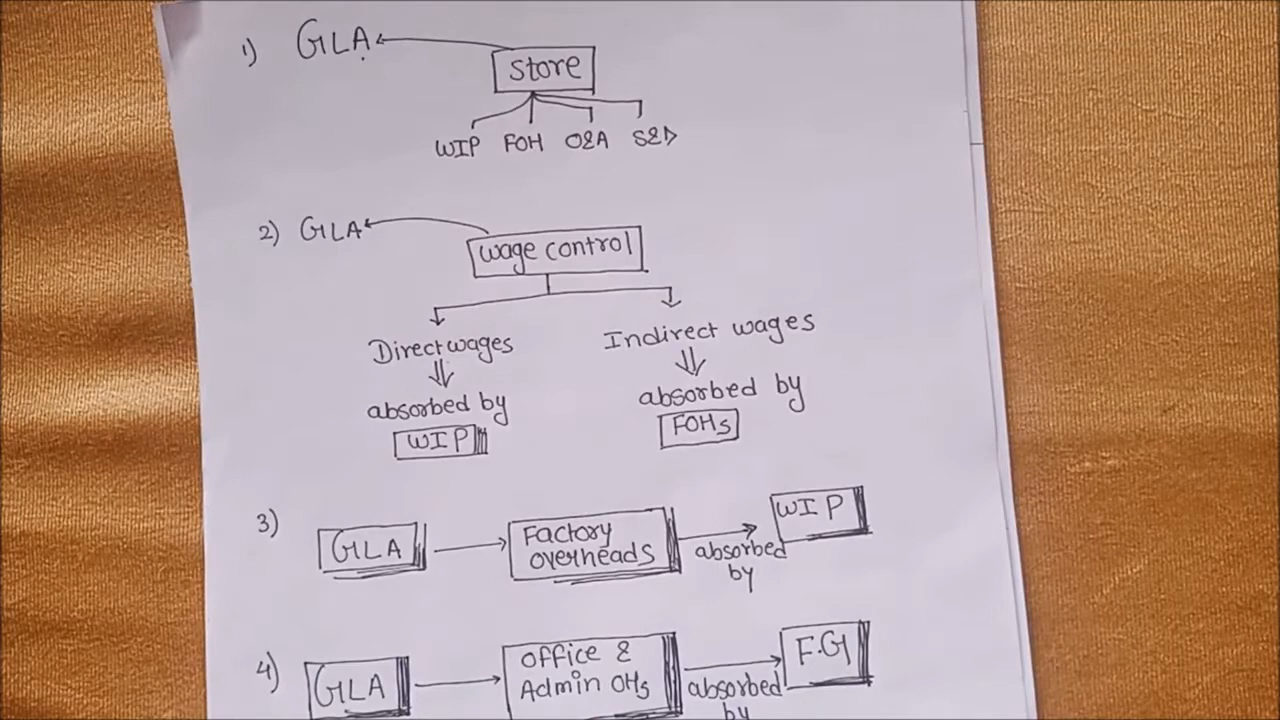 1) GLA
Store
WIP FOH O&A S&D
2) GLA
wage control
Direct wages Indirect wages
absorbed by absorbed by
WIP FOHs
3) GLA Factory overheads absorbed by WIP
4) GLA Office & Admin OHs absorbed by F.G